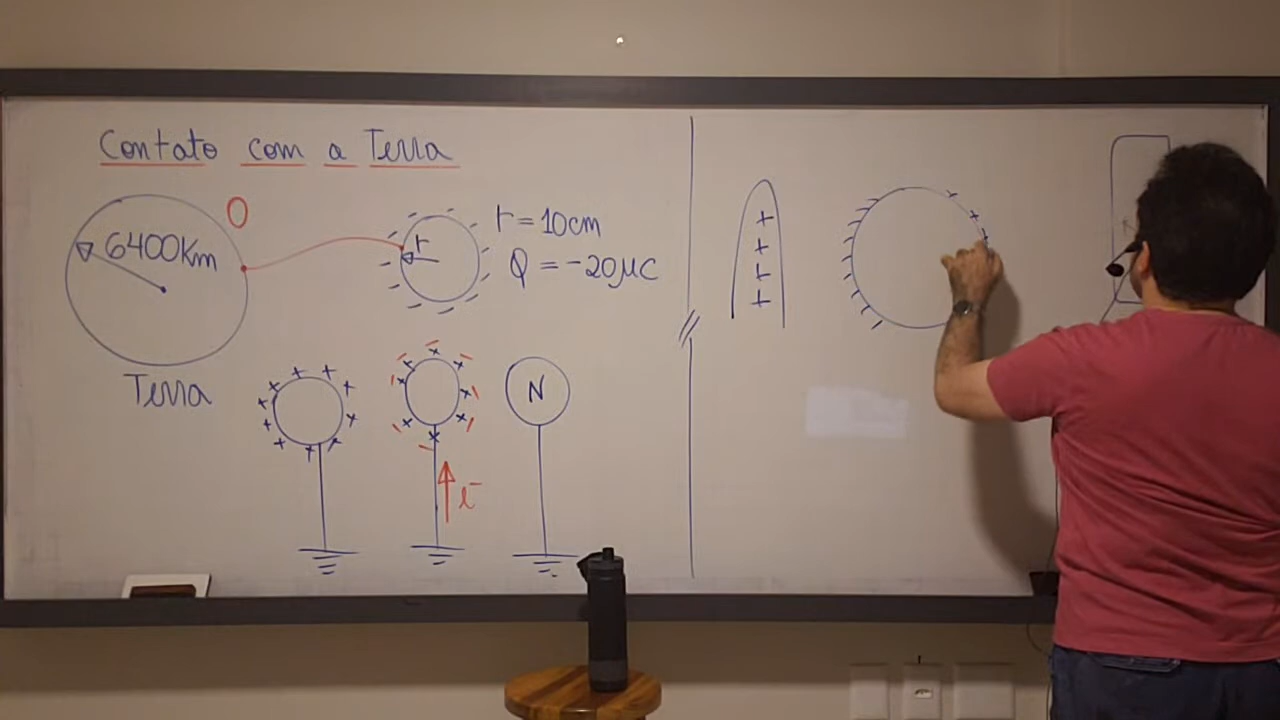 Contato com a Terra
6400Km
0
r
r = 10cm
Q = -20μC
Terra
N
e-
+
+
+
+